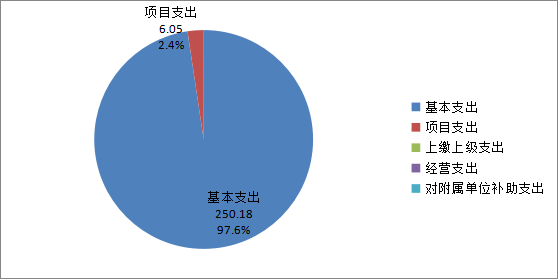 项目支出
6.05
2.4%
基本支出
250.18
97.6%
基本支出
项目支出
上缴上级支出
经营支出
对附属单位补助支出